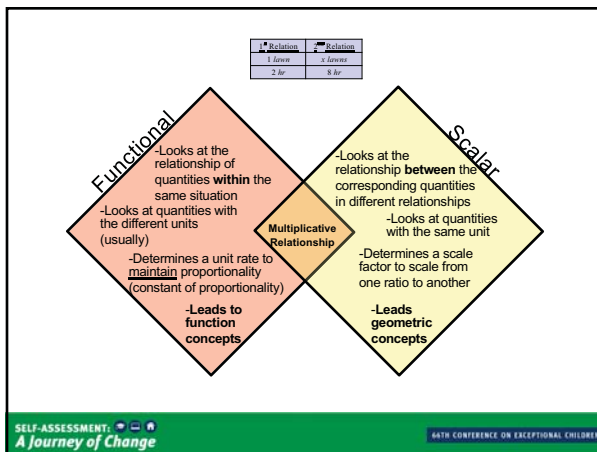 1st Relation 2nd Relation
1 lawn x lawns
2 hr 8 hr
Functional
-Looks at the
relationship of
quantities within the
same situation
-Looks at quantities with
the different units
(usually)
-Determines a unit rate to
maintain proportionality
(constant of proportionality)
-Leads to
function
concepts
Multiplicative
Relationship
Scalar
-Looks at the
relationship between the
corresponding quantities
in different relationships
-Looks at quantities
with the same unit
-Determines a scale
factor to scale from
one ratio to another
-Leads
geometric
concepts
SELF-ASSESSMENT:
A Journey of Change
66TH CONFERENCE ON EXCEPTIONAL CHILDREN